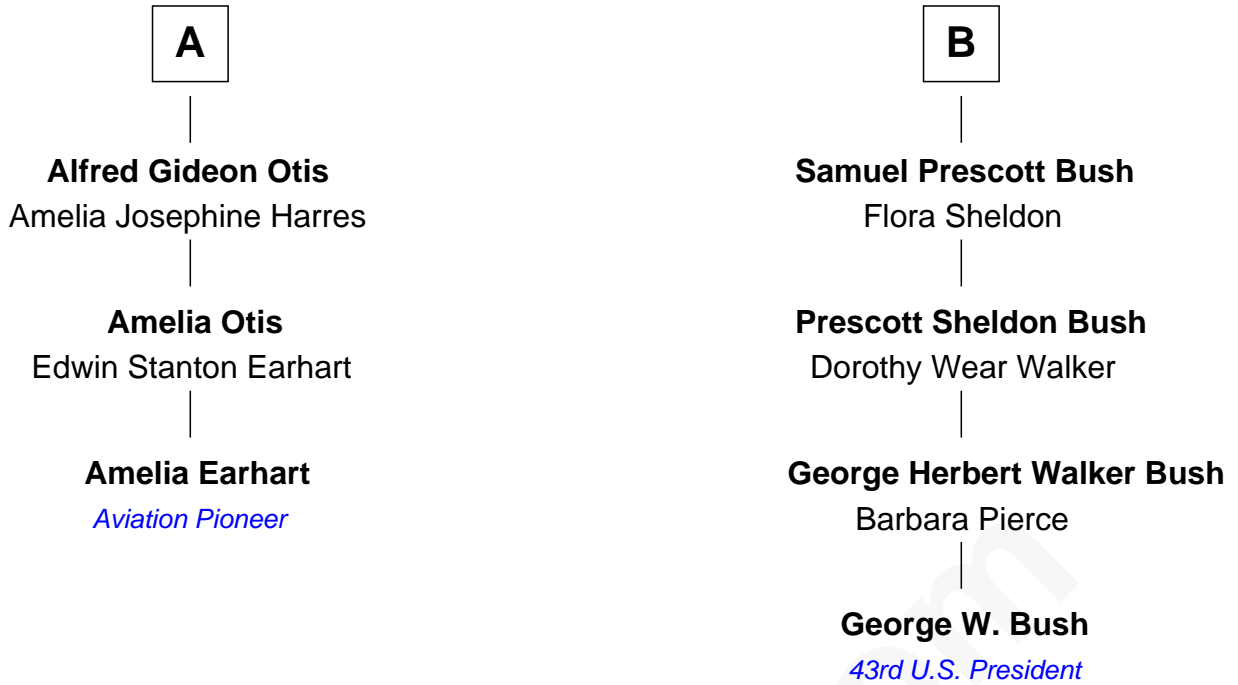 A
Alfred Gideon Otis
Amelia Josephine Harres
Amelia Otis
Edwin Stanton Earhart
Amelia Earhart
Aviation Pioneer
B
Samuel Prescott Bush
Flora Sheldon
Prescott Sheldon Bush
Dorothy Wear Walker
George Herbert Walker Bush
Barbara Pierce
George W. Bush
43rd U.S. President